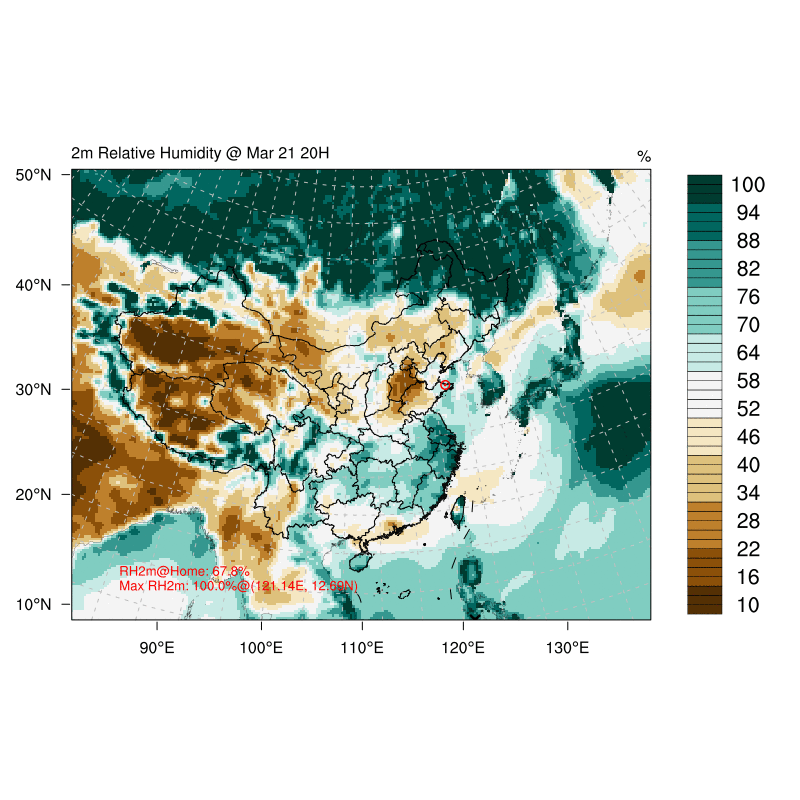 2m Relative Humidity @ Mar 21 20H
%
50°N
40°N
30°N
20°N
10°N
90°E
100°E
110°E
120°E
130°E
100
94
88
82
76
70
64
58
52
46
40
34
28
22
16
10
RH2m@Home: 67.8%
Max RH2m: 100.0%@(121.14E, 12.69N)